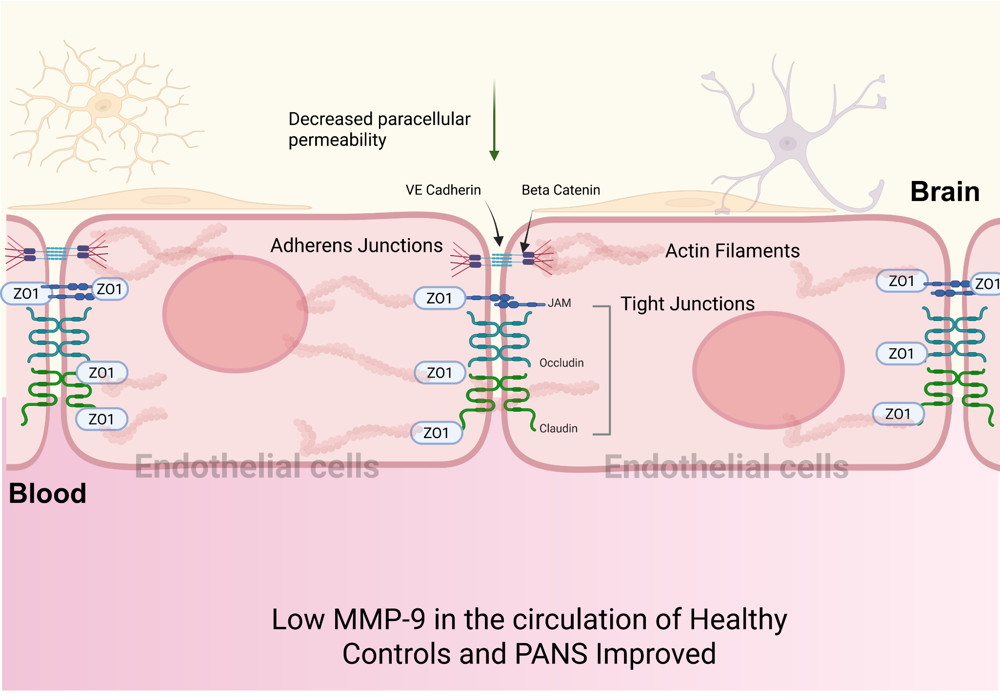 Decreased paracellular
permeability
VE Cadherin
Beta Catenin
Brain
Adherens Junctions
Actin Filaments
ZO1
ZO1
ZO1
ZO1
ZO1
JAM
Tight Junctions
ZO1
Occludin
ZO1
ZO1
ZO1
ZO1
ZO1
Claudin
ZO1
Endothelial cells
Endothelial cells
Blood
Low MMP-9 in the circulation of Healthy
Controls and PANS Improved